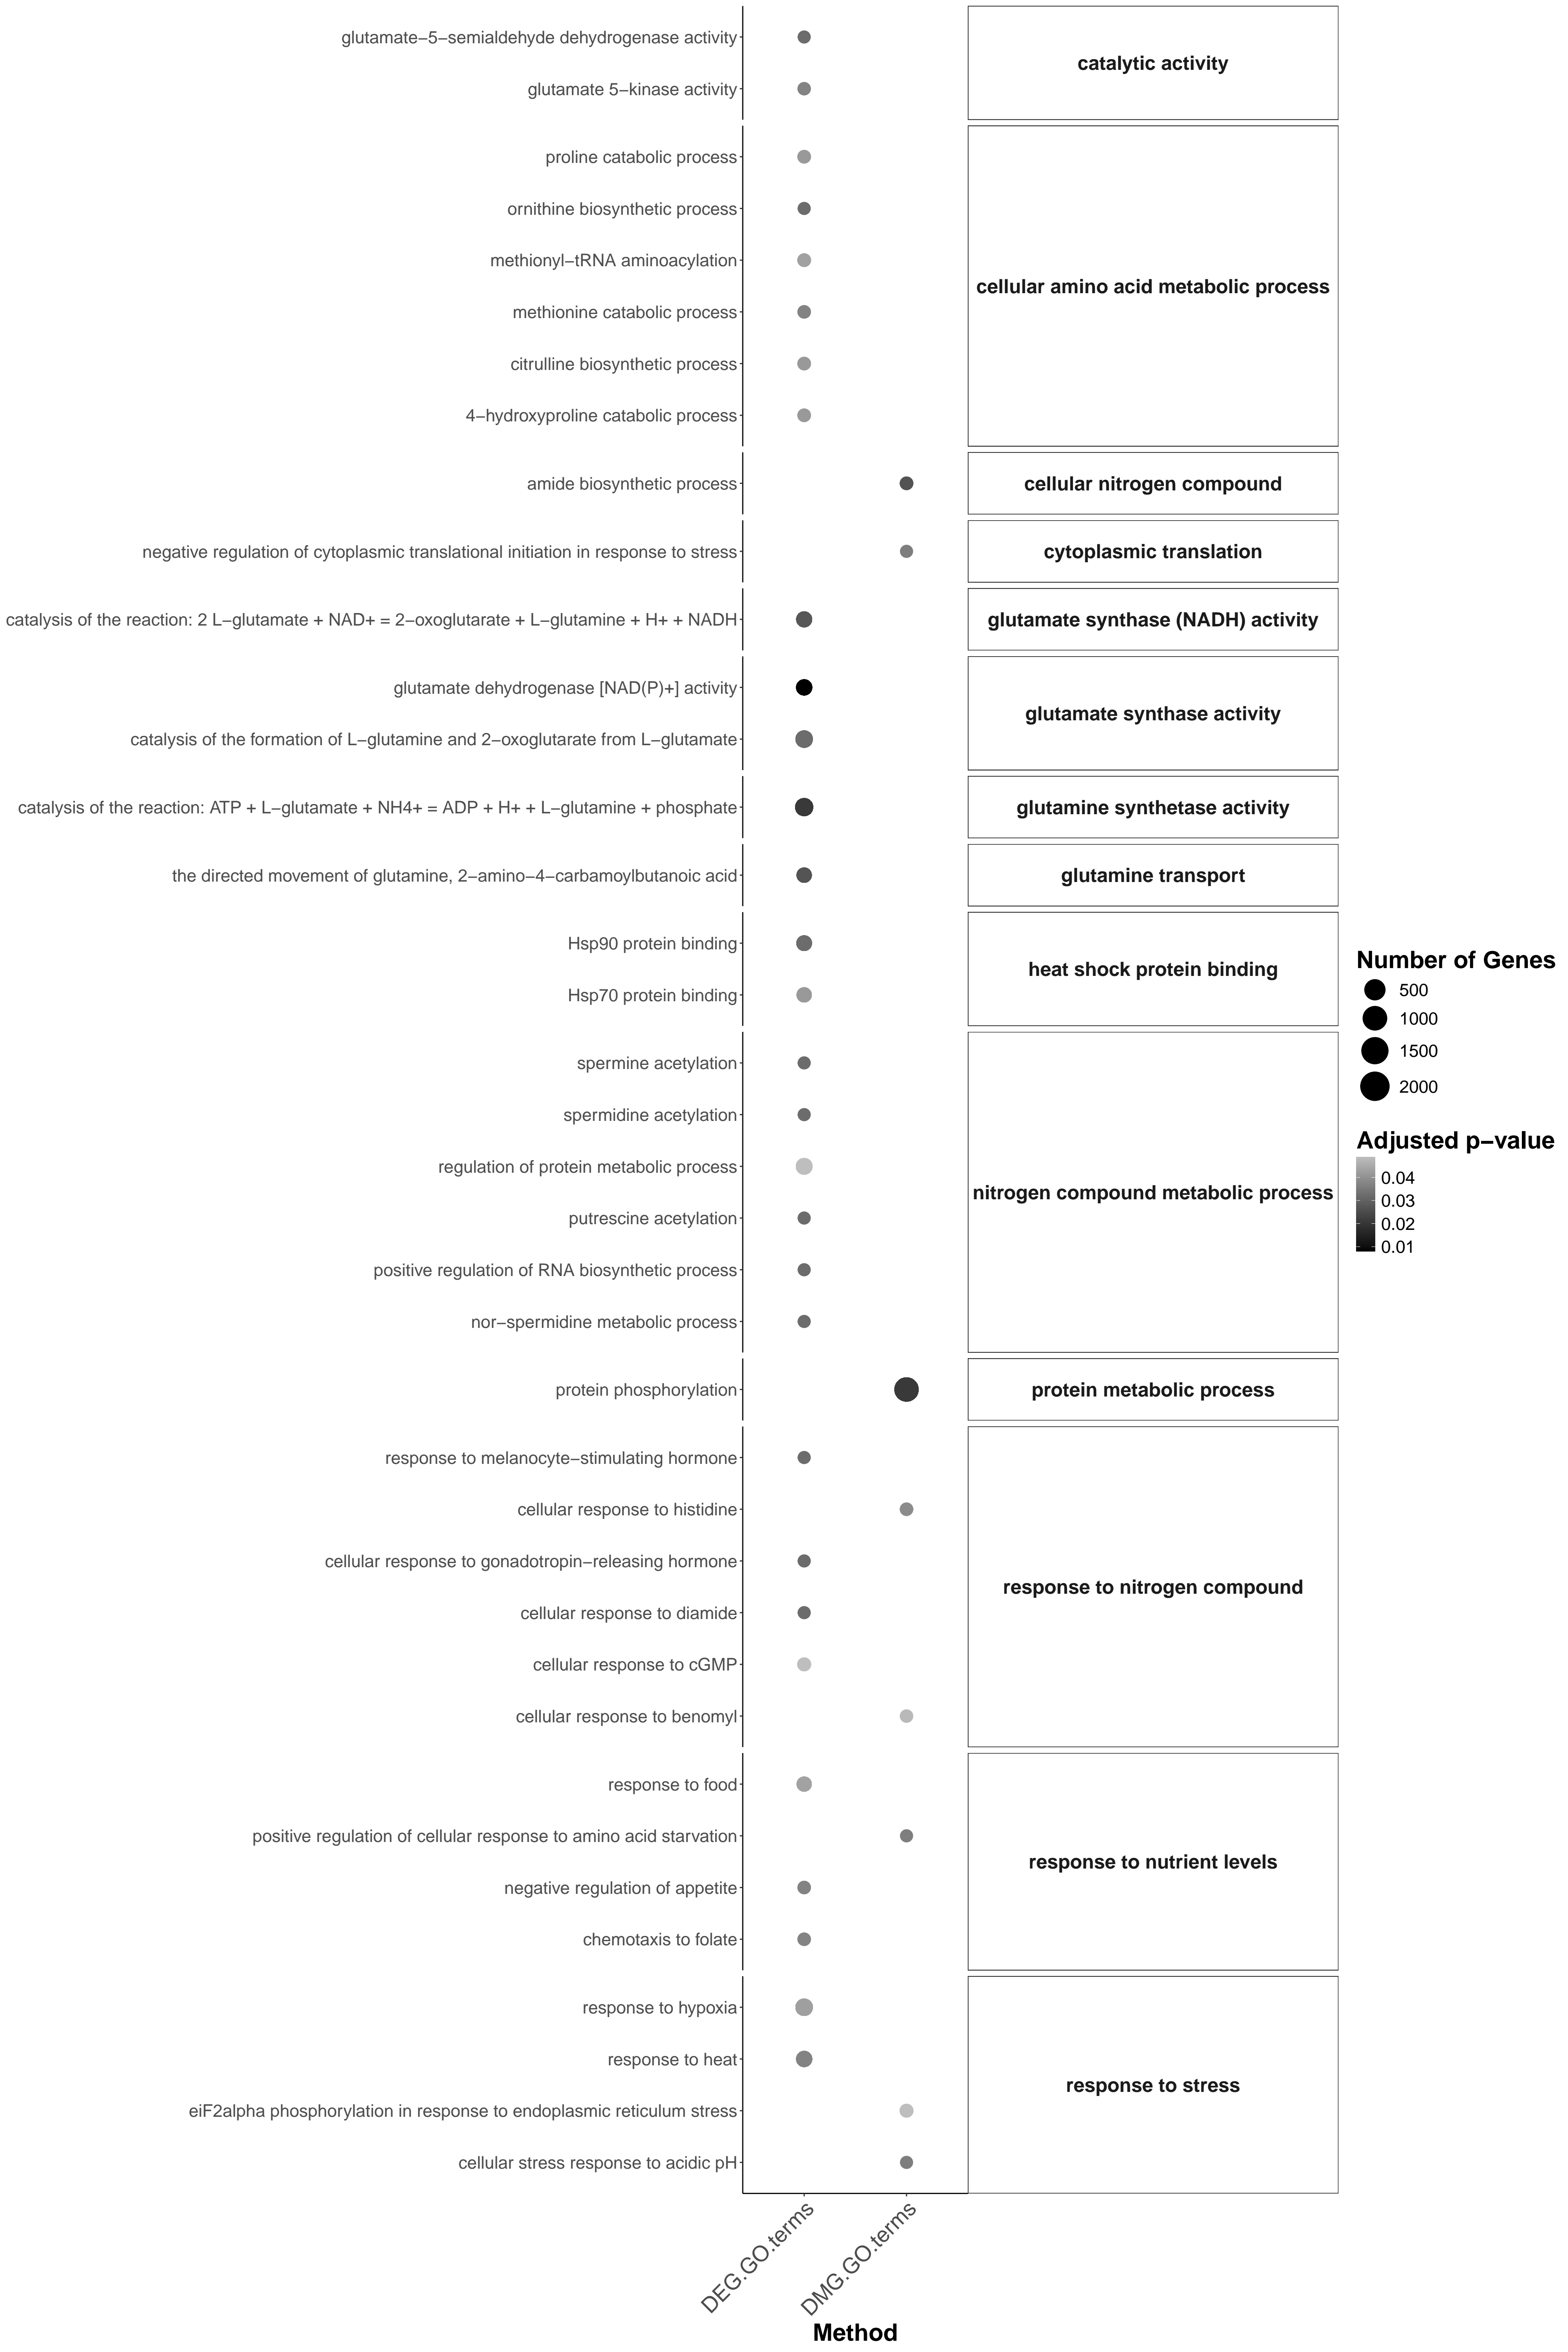 glutamate−5−semialdehyde dehydrogenase activity
glutamate 5−kinase activity
catalytic activity
proline catabolic process
ornithine biosynthetic process
methionyl−tRNA aminoacylation
methionine catabolic process
citrulline biosynthetic process
4−hydroxyproline catabolic process
cellular amino acid metabolic process
amide biosynthetic process
cellular nitrogen compound
negative regulation of cytoplasmic translational initiation in response to stress
cytoplasmic translation
catalysis of the reaction: 2 L−glutamate + NAD+ = 2−oxoglutarate + L−glutamine + H+ + NADH
glutamate synthase (NADH) activity
glutamate dehydrogenase [NAD(P)+] activity
catalysis of the formation of L−glutamine and 2−oxoglutarate from L−glutamate
glutamate synthase activity
catalysis of the reaction: ATP + L−glutamate + NH4+ = ADP + H+ + L−glutamine + phosphate
glutamine synthetase activity
the directed movement of glutamine, 2−amino−4−carbamoylbutanoic acid
glutamine transport
Hsp90 protein binding
Hsp70 protein binding
heat shock protein binding
spermine acetylation
spermidine acetylation
regulation of protein metabolic process
putrescine acetylation
positive regulation of RNA biosynthetic process
nor−spermidine metabolic process
nitrogen compound metabolic process
protein phosphorylation
protein metabolic process
response to melanocyte−stimulating hormone
cellular response to histidine
cellular response to gonadotropin−releasing hormone
cellular response to diamide
cellular response to cGMP
cellular response to benomyl
response to nitrogen compound
response to food
positive regulation of cellular response to amino acid starvation
negative regulation of appetite
chemotaxis to folate
response to nutrient levels
response to hypoxia
response to heat
eiF2alpha phosphorylation in response to endoplasmic reticulum stress
cellular stress response to acidic pH
response to stress
DEG.GO.terms
DMG.GO.terms
Method
Number of Genes
500
1000
1500
2000
Adjusted p−value
0.04
0.03
0.02
0.01